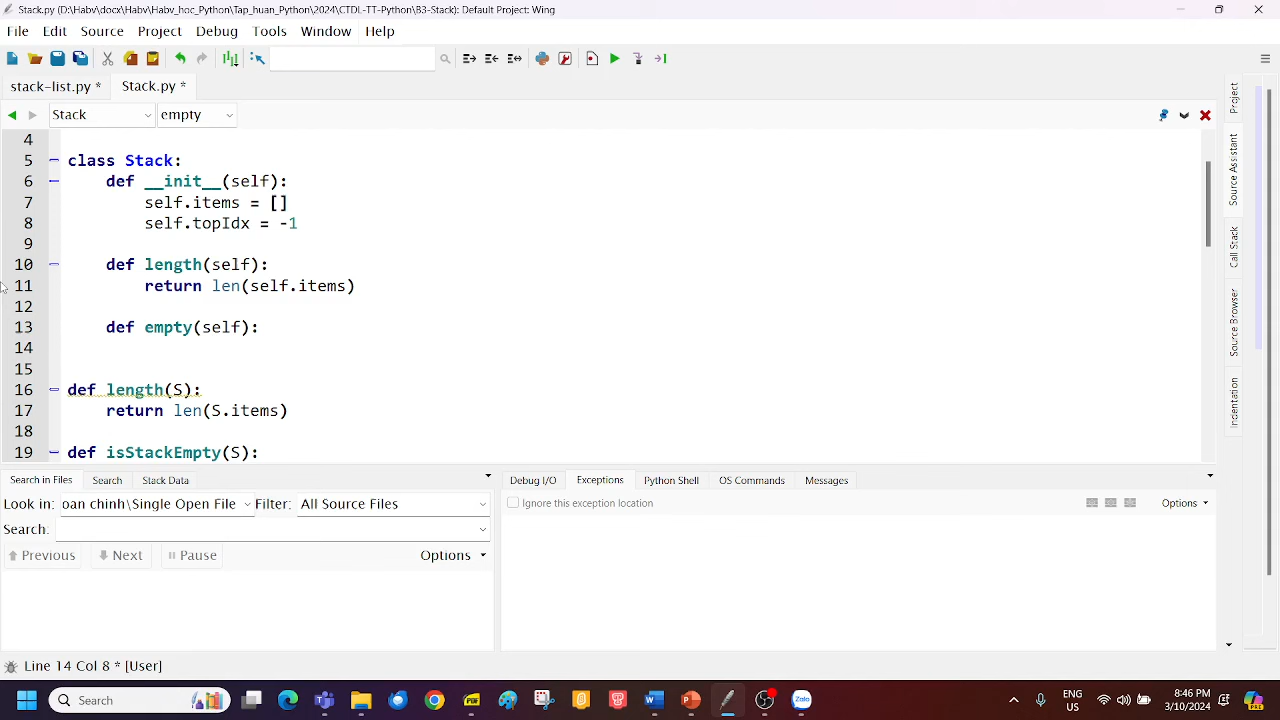 Stack.py (D:\Habv\docx\Habv\Habv_hoc_Python\Tap_huan_Python\2024\CTDL-TT-Python\B3-Stack): Default Project: Wing
File Edit Source Project Debug Tools Window Help
stack-list.py * Stack.py *
Stack empty
4
5 class Stack:
6 def __init__(self):
7 self.items = []
8 self.topIdx = -1
9
10 def length(self):
11 return len(self.items)
12
13 def empty(self):
14
15
16 def length(S):
17 return len(S.items)
18
19 def isStackEmpty(S):
Project
Source Assistant
Call Stack
Source Browser
Indentation
Search in Files Search Stack Data
Look in: oan chinh\Single Open File Filter: All Source Files
Search:
Previous Next Pause Options
Debug I/O Exceptions Python Shell OS Commands Messages
Ignore this exception location Options
Line 14 Col 8 * [User]
Search
ENG
US
8:46 PM
3/10/2024